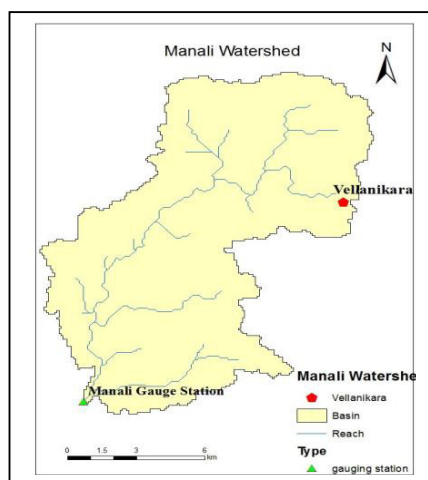 Manali Watershed
N
Vellanikara
Manali Gauge Station
Manali Watershe
Vellanikara
Basin
Reach
Type
gauging station
0 1.5 3 6
km